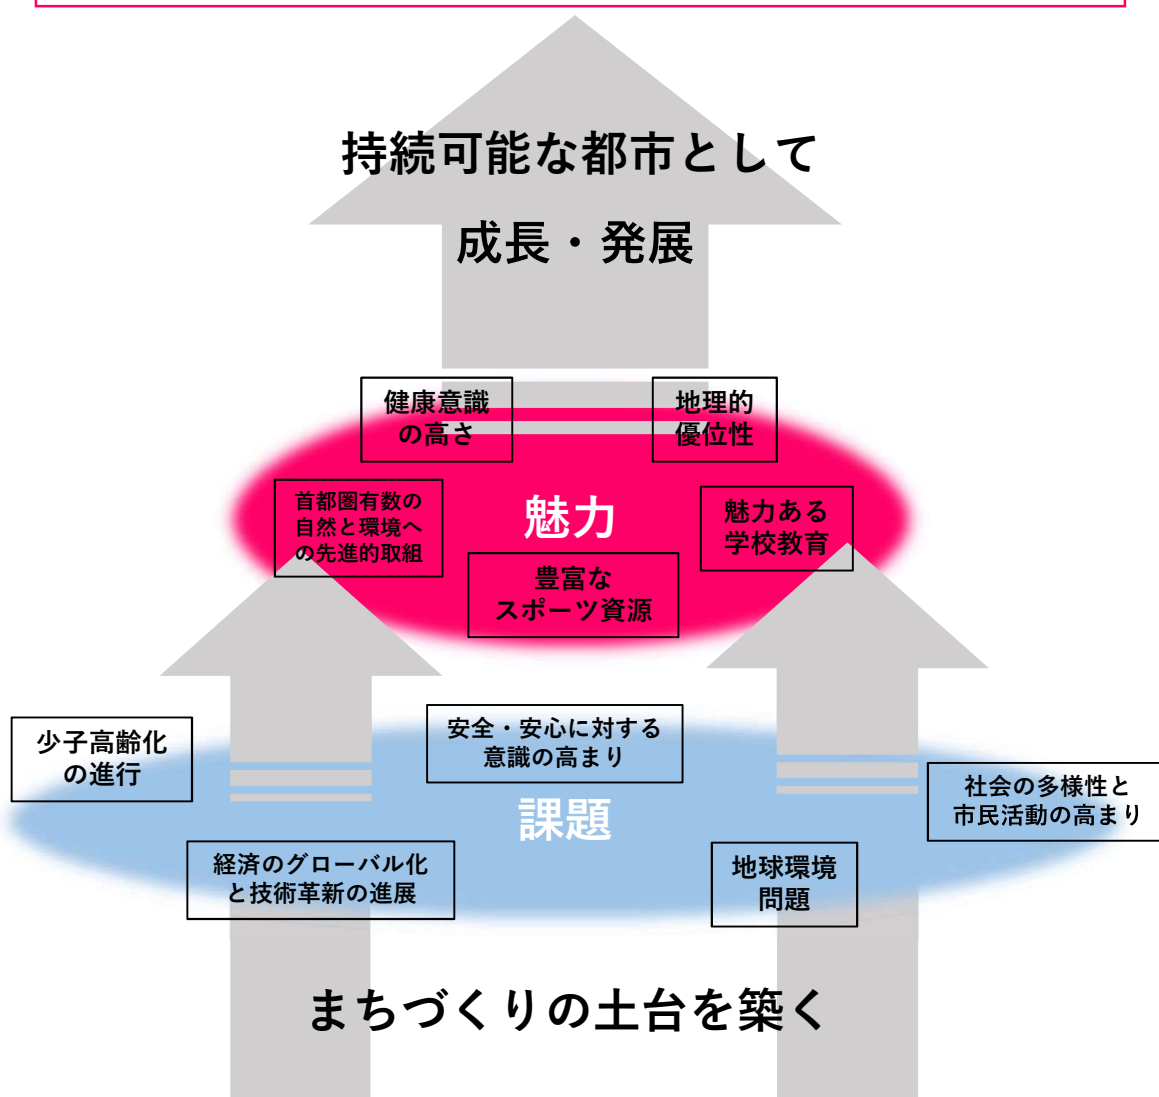 持続可能な都市として
成長・発展
健康意識
の高さ
地理的
優位性
首都圏有数の
自然と環境へ
の先進的取組
魅力
魅力ある
学校教育
豊富な
スポーツ資源
少子高齢化
の進行
安全・安心に対する
意識の高まり
社会の多様性と
市民活動の高まり
課題
経済のグローバル化
と技術革新の進展
地球環境
問題
まちづくりの土台を築く